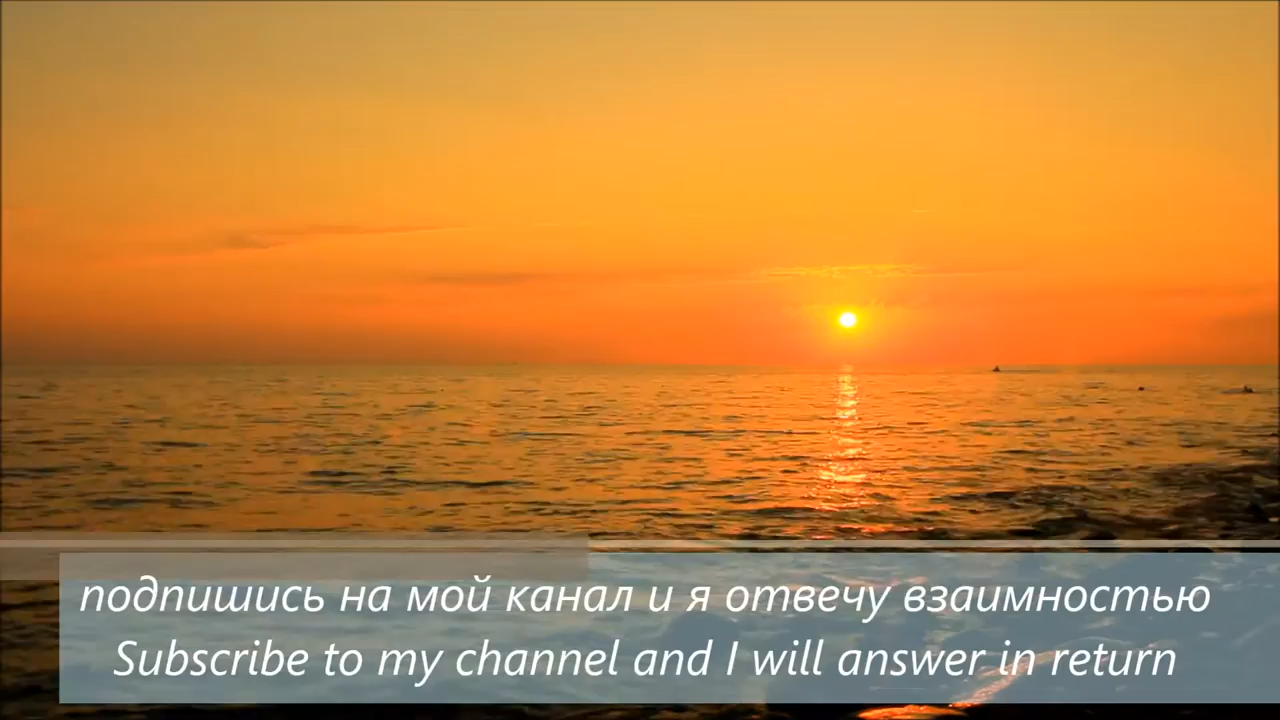 подпишись на мой канал и я отвечу взаимностью
Subscribe to my channel and I will answer in return